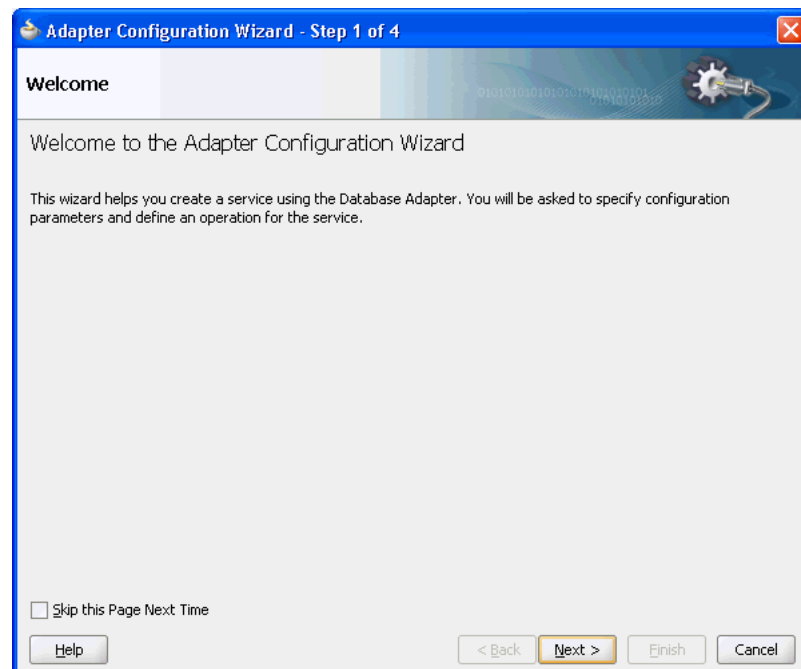 Adapter Configuration Wizard - Step 1 of 4
Welcome
Welcome to the Adapter Configuration Wizard
This wizard helps you create a service using the Database Adapter. You will be asked to specify configuration
parameters and define an operation for the service.
Skip this Page Next Time
Help
< Back
Next >
Finish
Cancel